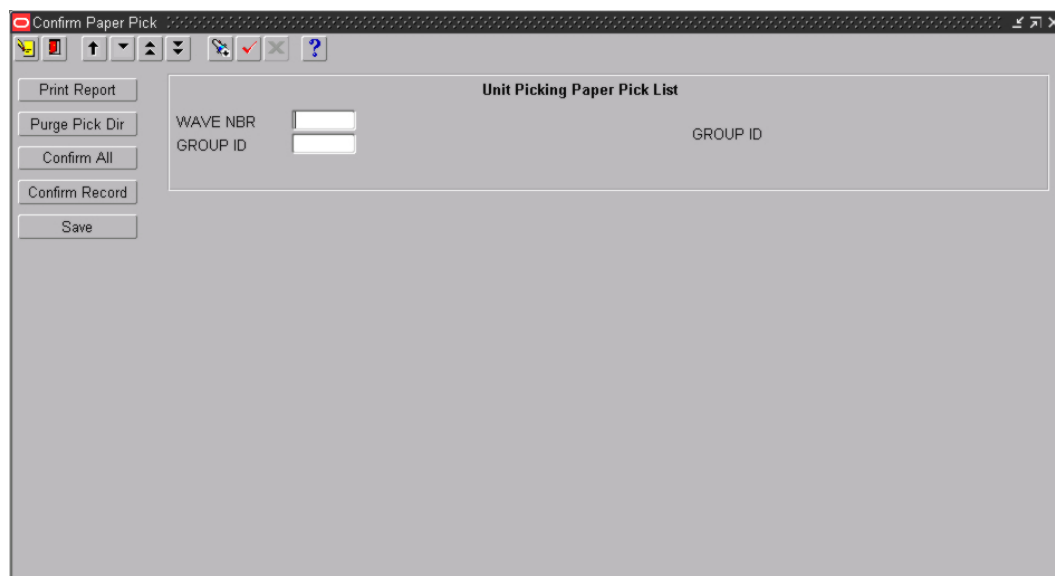 Confirm Paper Pick
?
Print Report
Purge Pick Dir
Confirm All
Confirm Record
Save
Unit Picking Paper Pick List
WAVE NBR
GROUP ID
GROUP ID